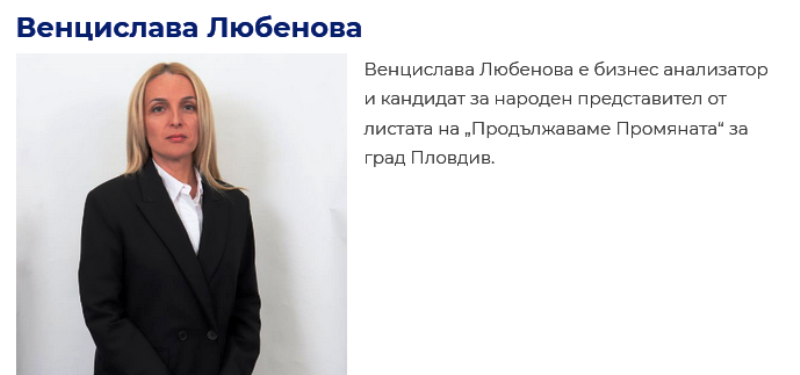 Венцислава Любенова
Венцислава Любенова е бизнес анализатор
и кандидат за народен представител от
листата на „Продължаваме Промяната“ за
град Пловдив.